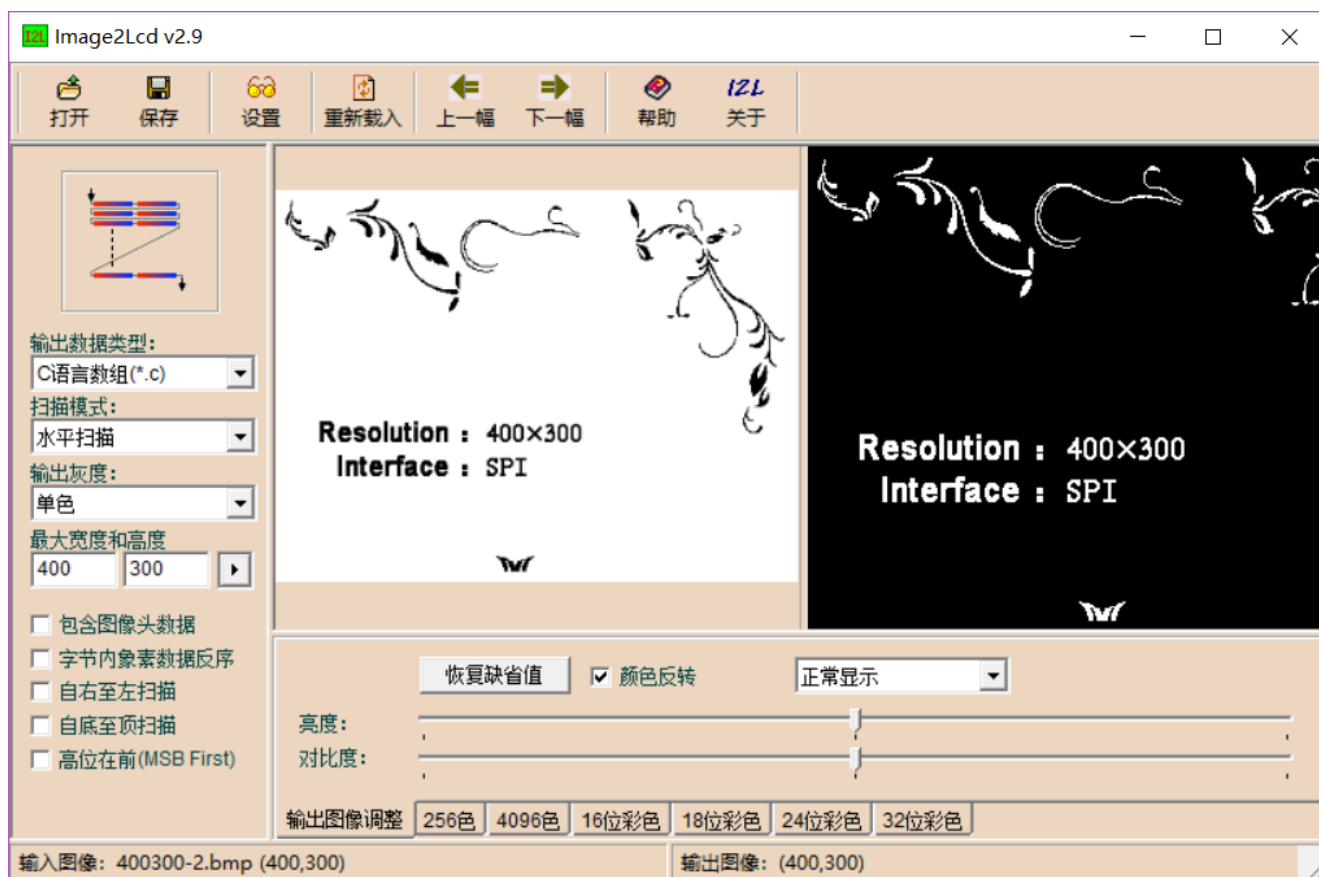 I2L Image2Lcd v2.9
打开 保存 设置 重新载入 上一幅 下一幅 帮助 I2L 关于
输出数据类型:
C语言数组(*.c)
扫描模式:
水平扫描
输出灰度:
单色
最大宽度和高度
400 300
包含图像头数据
字节内象素数据反序
自右至左扫描
自底至顶扫描
高位在前(MSB First)
Resolution : 400×300
Interface : SPI
Resolution : 400×300
Interface : SPI
恢复缺省值 颜色反转 正常显示
亮度:
对比度:
输出图像调整 256色 4096色 16位彩色 18位彩色 24位彩色 32位彩色
输入图像: 400300-2.bmp (400,300) 输出图像: (400,300)